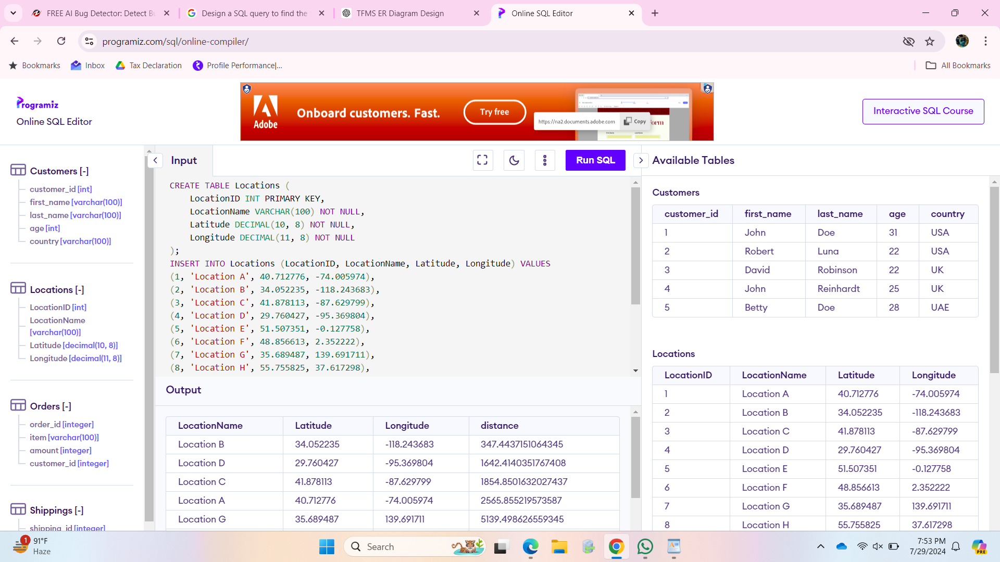 FREE AI Bug Detector: Detect Bu
Design a SQL query to find the
TFMS ER Diagram Design
Online SQL Editor
programiz.com/sql/online-compiler/
Bookmarks
Inbox
Tax Declaration
Profile Performance|...
All Bookmarks
Programiz
Online SQL Editor
Adobe
Onboard customers. Fast.
Try free
https://na2.documents.adobe.com
Copy
Form
Interactive SQL Course
Customers [-]
customer_id [int]
first_name [varchar(100)]
last_name [varchar(100)]
age [int]
country [varchar(100)]
Locations [-]
LocationID [int]
LocationName
[varchar(100)]
Latitude [decimal(10, 8)]
Longitude [decimal(11, 8)]
Orders [-]
order_id [integer]
item [varchar(100)]
amount [integer]
customer_id [integer]
Shippings [-]
shipping_id [integer]
Input
Run SQL
CREATE TABLE Locations (
LocationID INT PRIMARY KEY,
LocationName VARCHAR(100) NOT NULL,
Latitude DECIMAL(10, 8) NOT NULL,
Longitude DECIMAL(11, 8) NOT NULL
);
INSERT INTO Locations (LocationID, LocationName, Latitude, Longitude) VALUES
(1, 'Location A', 40.712776, -74.005974),
(2, 'Location B', 34.052235, -118.243683),
(3, 'Location C', 41.878113, -87.629799),
(4, 'Location D', 29.760427, -95.369804),
(5, 'Location E', 51.507351, -0.127758),
(6, 'Location F', 48.856613, 2.352222),
(7, 'Location G', 35.689487, 139.691711),
(8, 'Location H', 55.755825, 37.617298),
Output
LocationName Latitude Longitude distance
Location B 34.052235 -118.243683 347.4437151064345
Location D 29.760427 -95.369804 1642.4140351767408
Location C 41.878113 -87.629799 1854.8501632027437
Location A 40.712776 -74.005974 2565.855219573587
Location G 35.689487 139.691711 5139.498626559345
Available Tables
Customers
customer_id first_name last_name age country
1 John Doe 31 USA
2 Robert Luna 22 USA
3 David Robinson 22 UK
4 John Reinhardt 25 UK
5 Betty Doe 28 UAE
Locations
LocationID LocationName Latitude Longitude
1 Location A 40.712776 -74.005974
2 Location B 34.052235 -118.243683
3 Location C 41.878113 -87.629799
4 Location D 29.760427 -95.369804
5 Location E 51.507351 -0.127758
6 Location F 48.856613 2.352222
7 Location G 35.689487 139.691711
8 Location H 55.755825 37.617298
1
91°F
Haze
Search
PRE
7:53 PM
7/29/2024